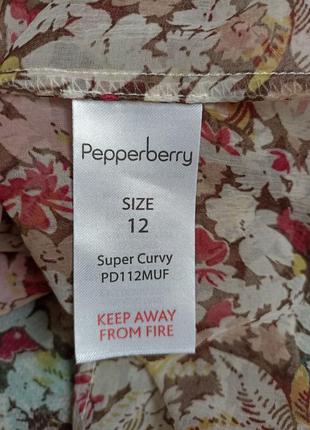 Pepperberry
SIZE
12
Super Curvy
PD112MUF
KEEP AWAY
FROM FIRE